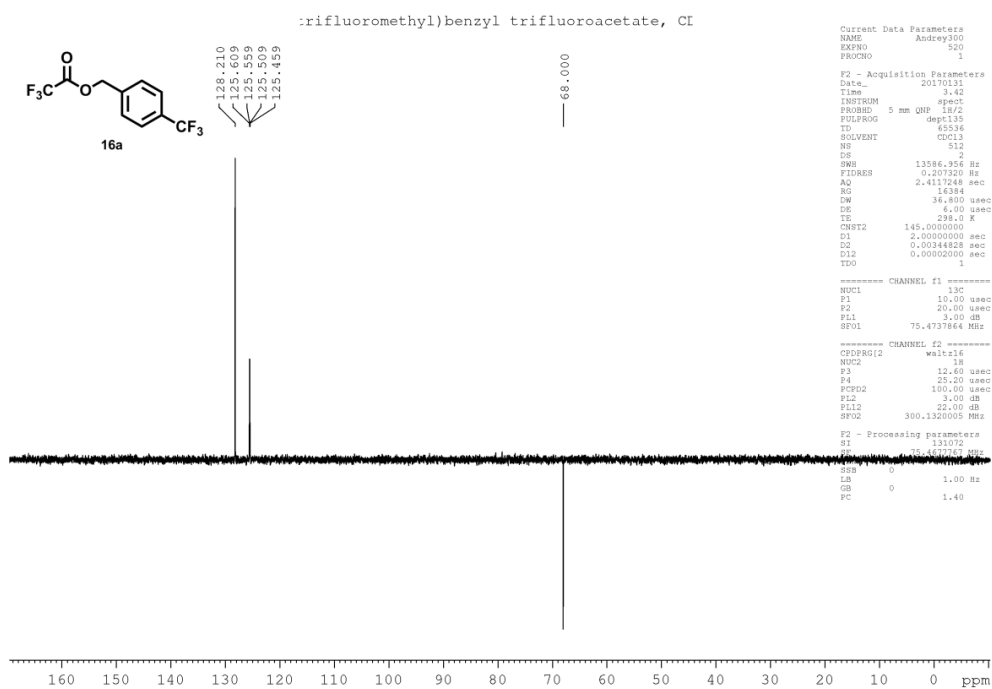 :rifluoromethyl)benzyl trifluoroacetate, CI
O
F3C
O
CF3
16a
128.210
125.609
125.559
125.509
125.459
68.000
Current Data Parameters
NAME Andrey300
EXPNO 520
PROCNO 1
F2 - Acquisition Parameters
Date_ 20170131
Time 3.42
INSTRUM spect
PROBHD 5 mm QNP 1H/2
PULPROG dept135
TD 65536
SOLVENT CDCl3
NS 512
DS 2
SWH 13586.956 Hz
FIDRES 0.207320 Hz
AQ 2.4117248 sec
RG 16384
DW 36.800 usec
DE 6.00 usec
TE 298.0 K
CNST2 145.0000000
D1 2.00000000 sec
D2 0.00344828 sec
D12 0.00002000 sec
TD0 1
======== CHANNEL f1 ========
NUC1 13C
P1 10.00 usec
P2 20.00 usec
PL1 3.00 dB
SFO1 75.4737864 MHz
======== CHANNEL f2 ========
CPDPRG[2 waltz16
NUC2 1H
P3 12.60 usec
P4 25.20 usec
PCPD2 100.00 usec
PL2 3.00 dB
PL12 22.00 dB
SFO2 300.1320005 MHz
F2 - Processing parameters
SI 131072
SF 75.4677767 MHz
SSB 0
LB 1.00 Hz
GB 0
PC 1.40
160 150 140 130 120 110 100 90 80 70 60 50 40 30 20 10 0 ppm